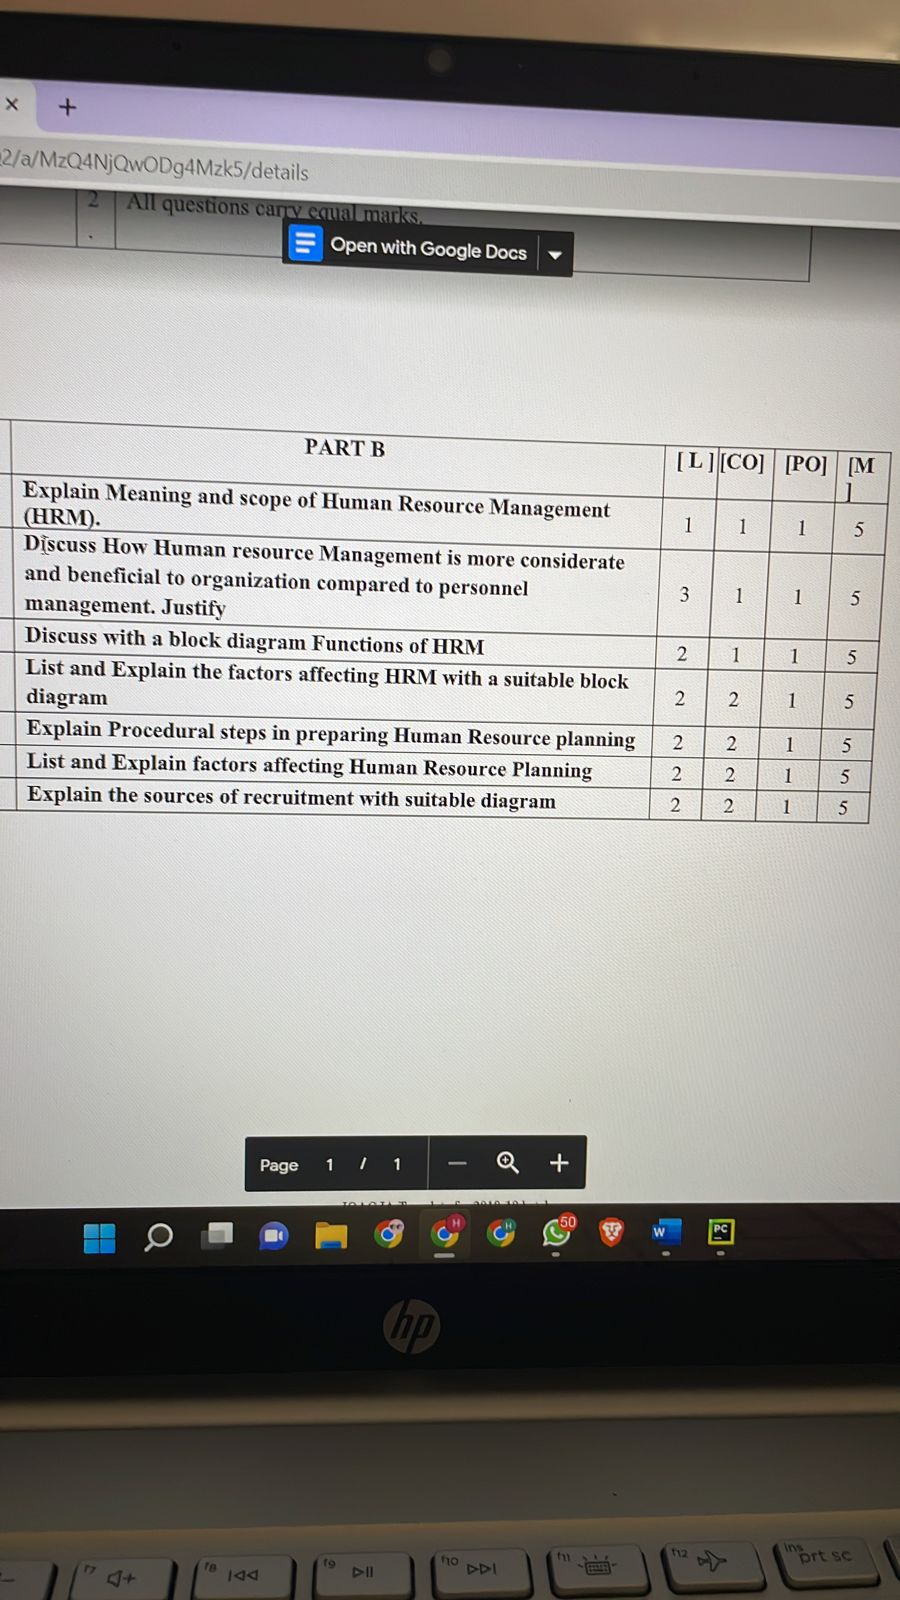 × +
2/a/MzQ4NjQwODg4Mzk5/details
2 All questions carry equal marks.
.
Open with Google Docs
PART B [ L ] [CO] [PO] [M
]
Explain Meaning and scope of Human Resource Management
(HRM). 1 1 1 5
Discuss How Human resource Management is more considerate
and beneficial to organization compared to personnel
management. Justify 3 1 1 5
Discuss with a block diagram Functions of HRM 2 1 1 5
List and Explain the factors affecting HRM with a suitable block
diagram 2 2 1 5
Explain Procedural steps in preparing Human Resource planning 2 2 1 5
List and Explain factors affecting Human Resource Planning 2 2 1 5
Explain the sources of recruitment with suitable diagram 2 2 1 5
Page 1 / 1 — +
H H 50 W PC
hp
f7 f8 f9 f10 f11 f12 ins
prt sc